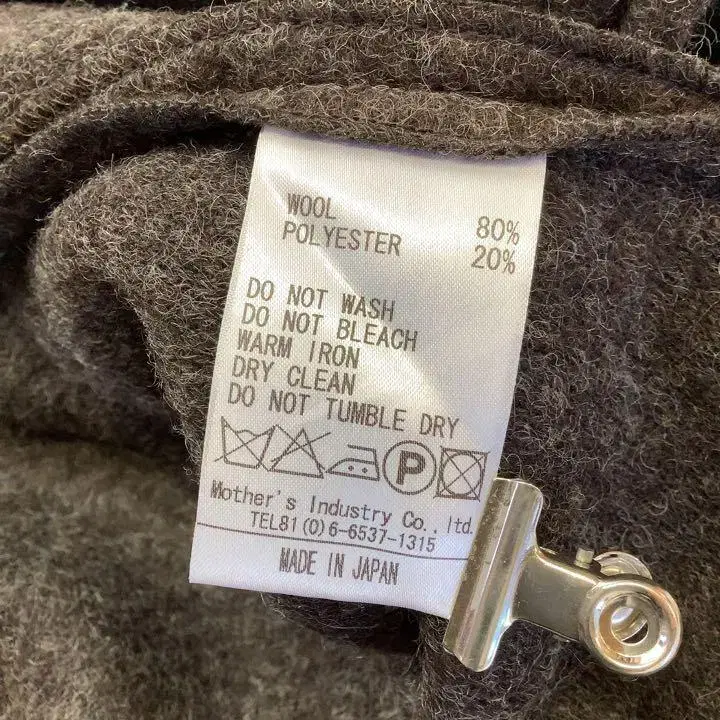 WOOL 80%
POLYESTER 20%
DO NOT WASH
DO NOT BLEACH
WARM IRON
DRY CLEAN
DO NOT TUMBLE DRY
P
Mother's Industry Co., ltd.
TEL81(0)6-6537-1315
MADE IN JAPAN